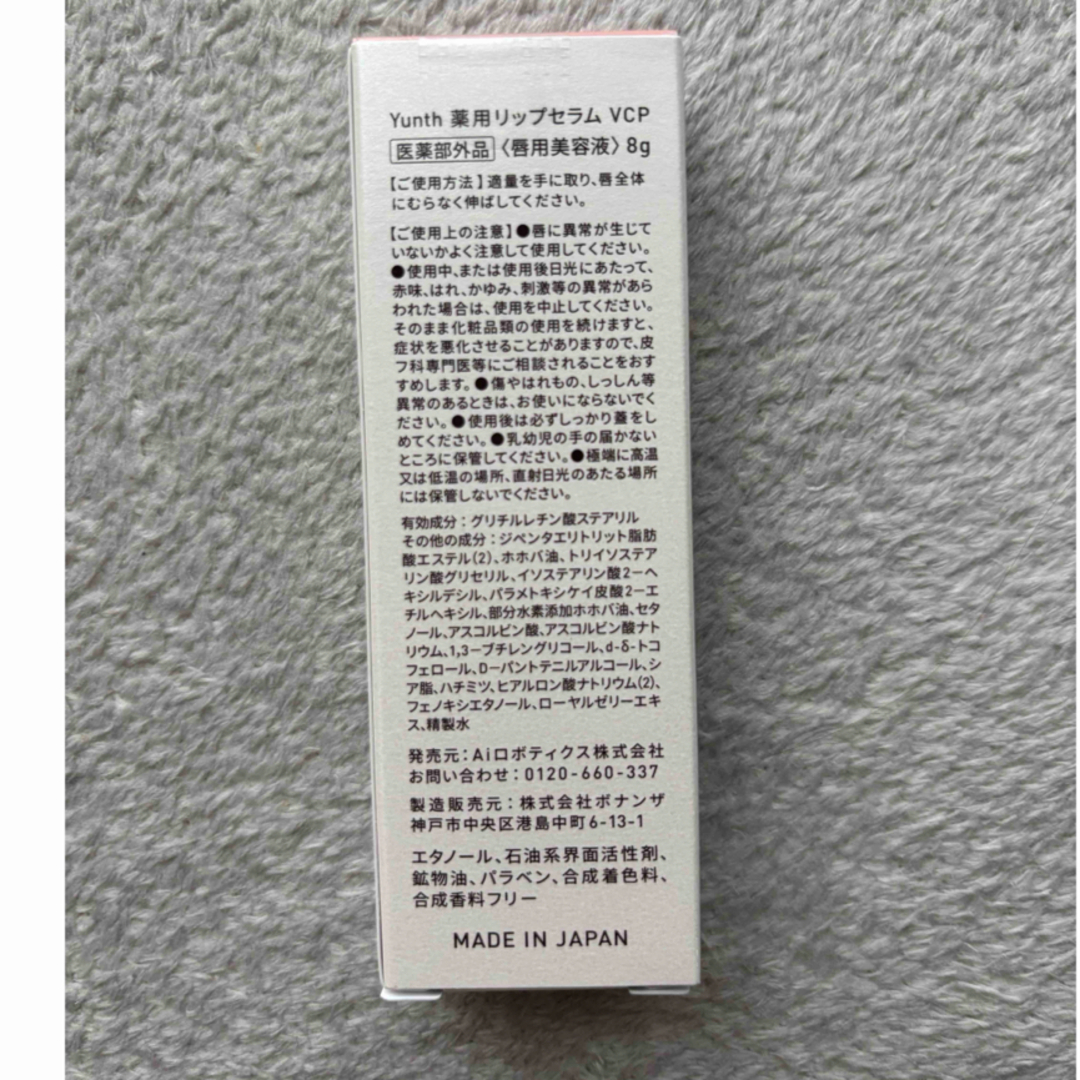 Yunth 薬用リップセラム VCP
医薬部外品〈唇用美容液〉8g
【ご使用方法】適量を手に取り、唇全体
にむらなく伸ばしてください。
【ご使用上の注意】●唇に異常が生じて
いないかよく注意して使用してください。
●使用中、または使用後日光にあたって、
赤味、はれ、かゆみ、刺激等の異常があら
われた場合は、使用を中止してください。
そのまま化粧品類の使用を続けますと、
症状を悪化させることがありますので、皮
フ科専門医等にご相談されることをおす
すめします。●傷やはれもの、しっしん等
異常のあるときは、お使いにならないでく
ださい。●使用後は必ずしっかり蓋をし
めてください。●乳幼児の手の届かない
ところに保管してください。●極端に高温
又は低温の場所、直射日光のあたる場所
には保管しないでください。
有効成分：グリチルレチン酸ステアリル
その他の成分：ジペンタエリトリット脂肪
酸エステル(2)、ホホバ油、トリイソステア
リン酸グリセリル、イソステアリン酸2ーヘ
キシルデシル、パラメトキシケイ皮酸2ーエ
チルヘキシル、部分水素添加ホホバ油、セタ
ノール、アスコルビン酸、アスコルビン酸ナト
リウム、1,3ーブチレングリコール、d-δ-トコ
フェロール、Dーパントテニルアルコール、シ
ア脂、ハチミツ、ヒアルロン酸ナトリウム(2)、
フェノキシエタノール、ローヤルゼリーエキ
ス、精製水
発売元：Aiロボティクス株式会社
お問い合わせ：0120-660-337
製造販売元：株式会社ボナンザ
神戸市中央区港島中町6-13-1
エタノール、石油系界面活性剤、
鉱物油、パラベン、合成着色料、
合成香料フリー
MADE IN JAPAN